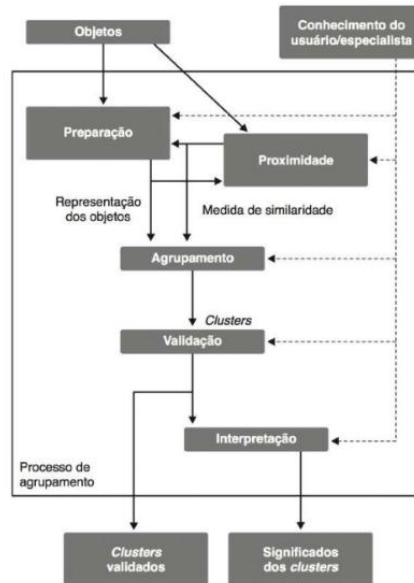 Objetos
Conhecimento do
usuário/especialista
Preparação
Proximidade
Representação
dos objetos
Medida de similaridade
Agrupamento
Clusters
Validação
Interpretação
Processo de
agrupamento
Clusters
validados
Significados
dos clusters